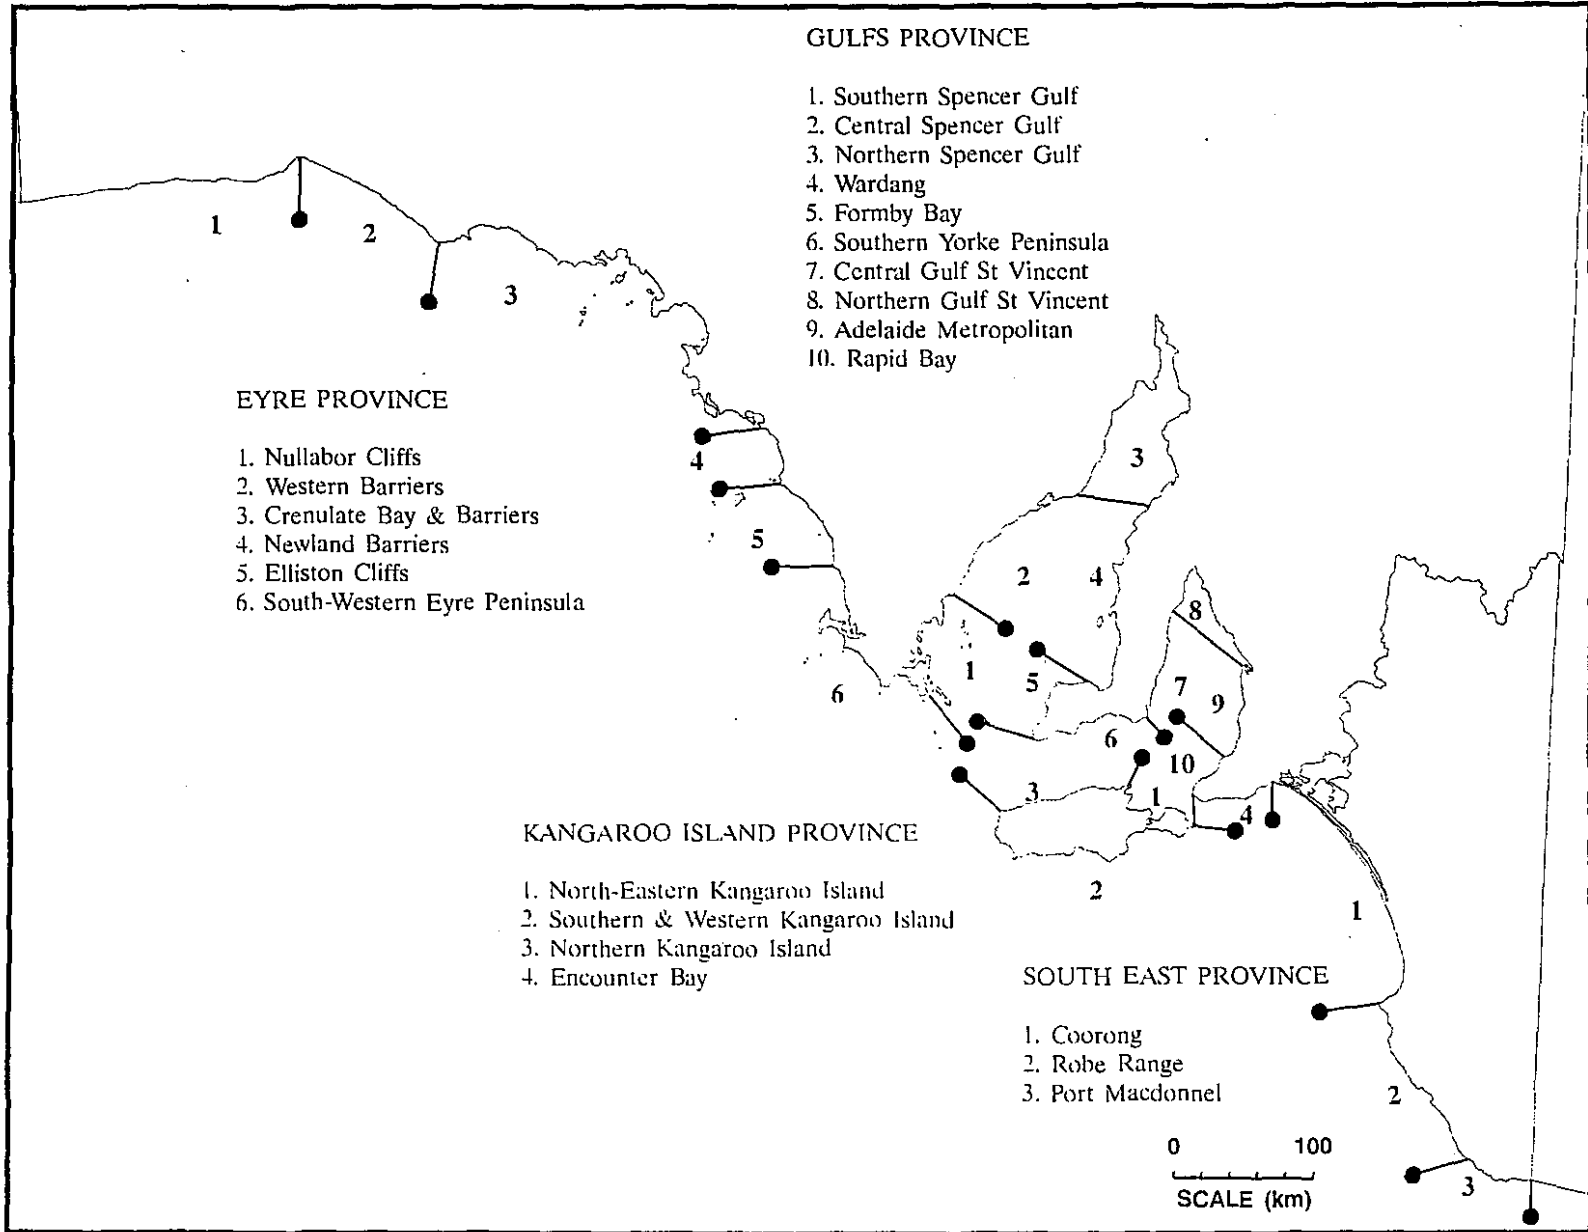 GULFS PROVINCE
1. Southern Spencer Gulf
2. Central Spencer Gulf
3. Northern Spencer Gulf
4. Wardang
5. Formby Bay
6. Southern Yorke Peninsula
7. Central Gulf St Vincent
8. Northern Gulf St Vincent
9. Adelaide Metropolitan
10. Rapid Bay
1
2
3
EYRE PROVINCE
1. Nullabor Cliffs
2. Western Barriers
3. Crenulate Bay & Barriers
4. Newland Barriers
5. Elliston Cliffs
6. South-Western Eyre Peninsula
4
5
6
3
2
4
1
5
8
7
9
6
10
3
1
4
2
KANGAROO ISLAND PROVINCE
1. North-Eastern Kangaroo Island
2. Southern & Western Kangaroo Island
3. Northern Kangaroo Island
4. Encounter Bay
1
SOUTH EAST PROVINCE
1. Coorong
2. Robe Range
3. Port Macdonnel
2
3
0 100
SCALE (km)